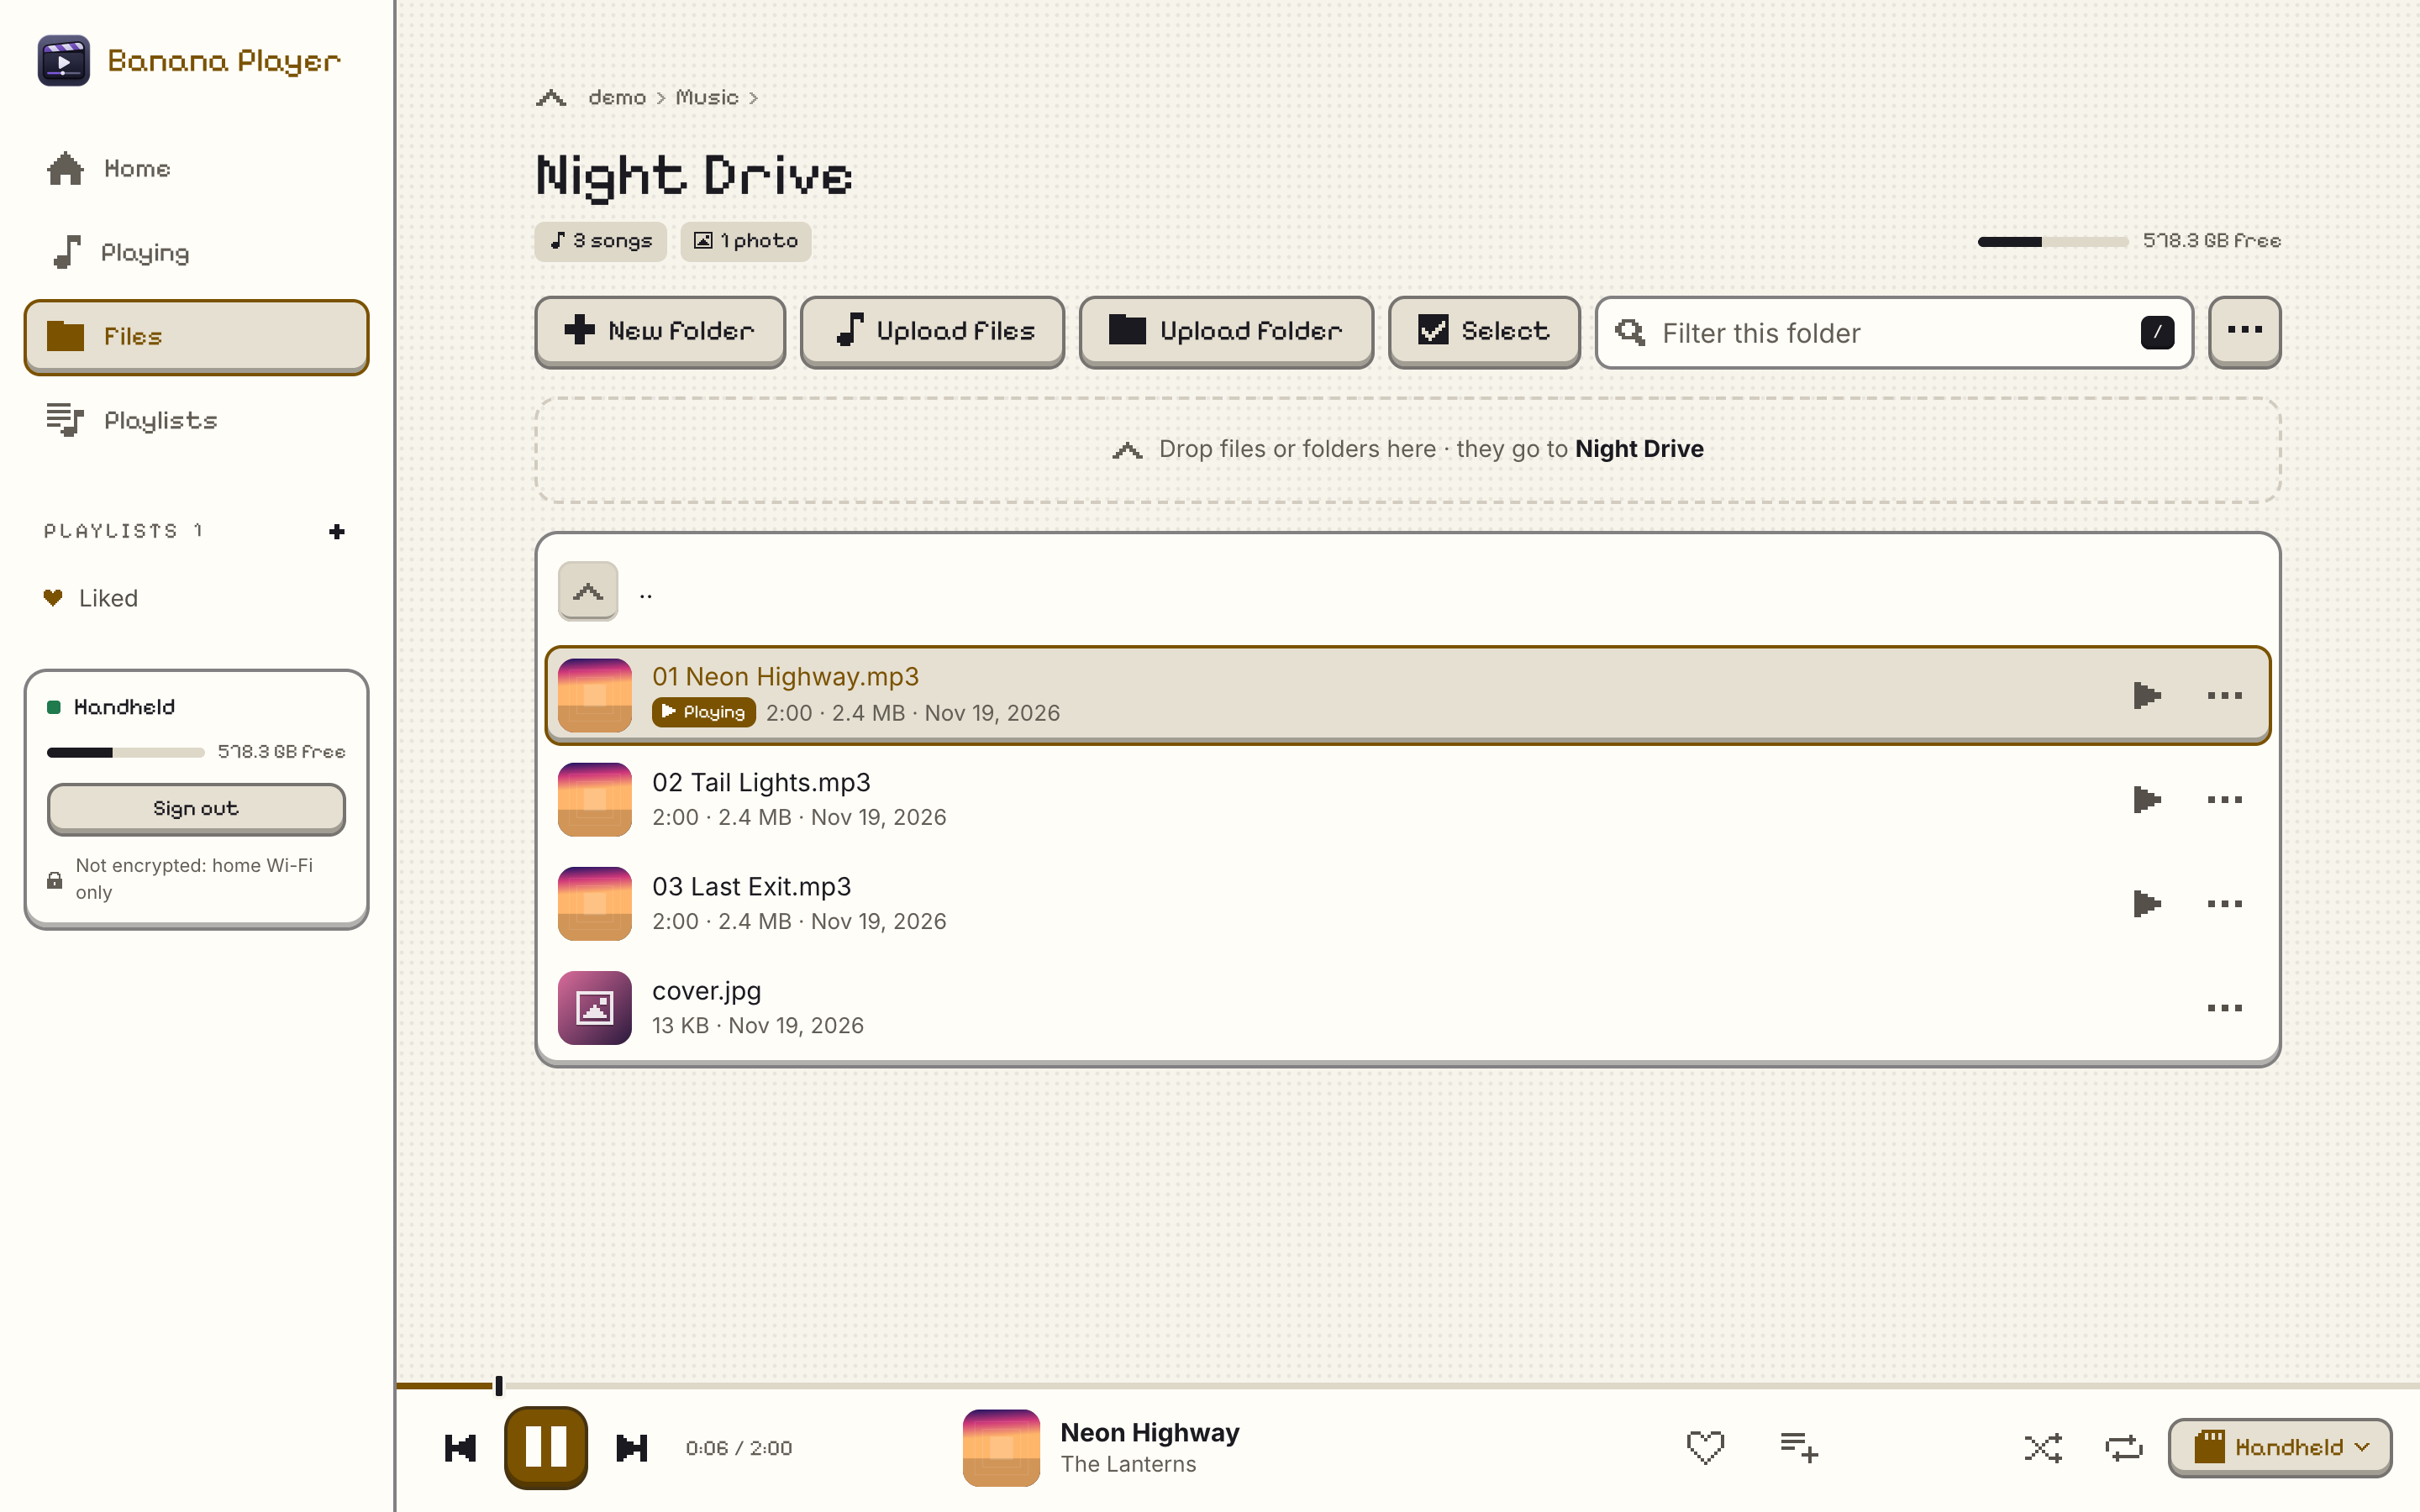 Banana Player
Home
Playing
Files
Playlists
PLAYLISTS 1
Liked
Handheld
578.3 GB free
Sign out
Not encrypted: home Wi-Fi
only
demo > Music >
Night Drive
3 songs
1 photo
578.3 GB free
New folder
Upload files
Upload folder
Select
Filter this folder
/
Drop files or folders here · they go to Night Drive
..
01 Neon Highway.mp3
Playing 2:00 · 2.4 MB · Nov 19, 2026
02 Tail Lights.mp3
2:00 · 2.4 MB · Nov 19, 2026
03 Last Exit.mp3
2:00 · 2.4 MB · Nov 19, 2026
cover.jpg
13 KB · Nov 19, 2026
0:06 / 2:00
Neon Highway
The Lanterns
Handheld